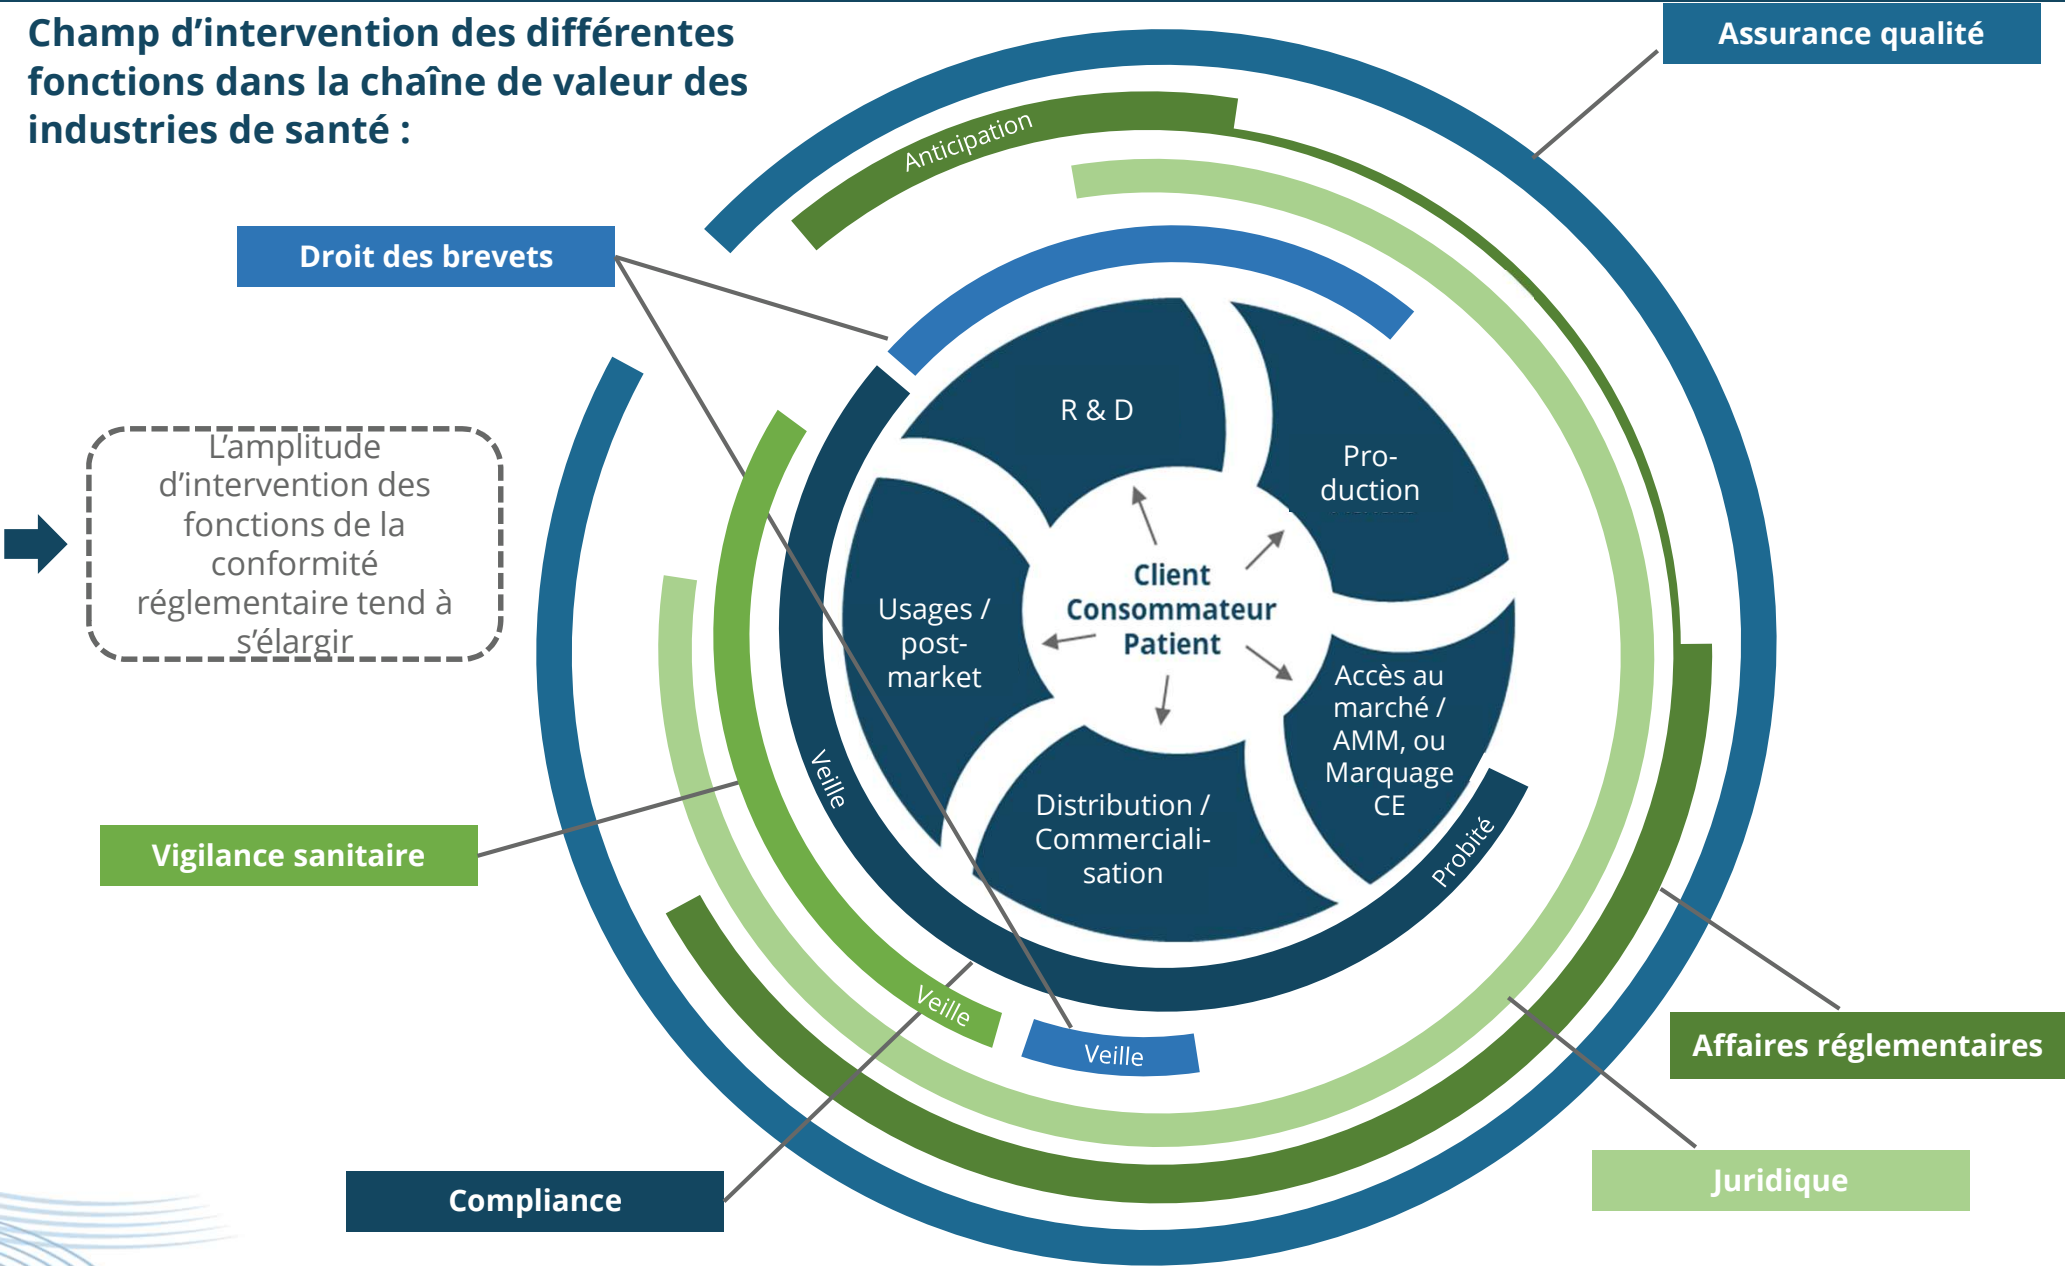 Champ d’intervention des différentes
fonctions dans la chaîne de valeur des
industries de santé :
Assurance qualité
Anticipation
Droit des brevets
R & D
Pro-
duction
L’amplitude
d’intervention des
fonctions de la
conformité
réglementaire tend à
s’élargir
Client
Consommateur
Patient
Usages /
post-
market
Accès au
marché /
AMM, ou
Marquage
CE
Veille
Distribution /
Commerciali-
sation
Probité
Vigilance sanitaire
Veille
Veille
Affaires réglementaires
Compliance
Juridique